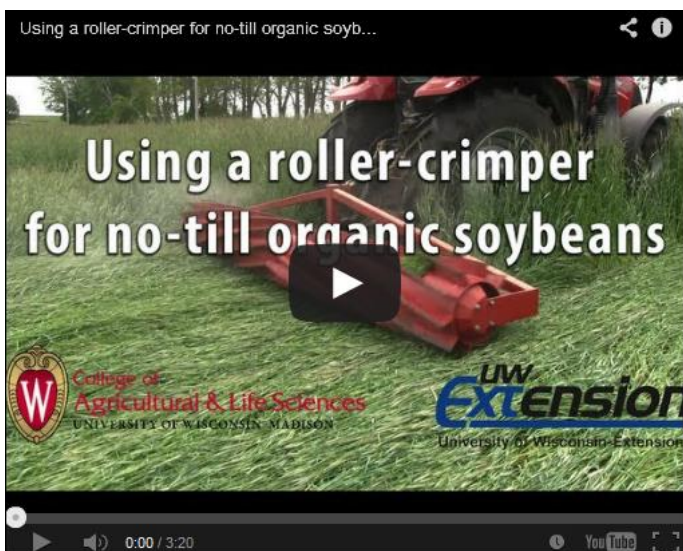 Using a roller-crimper for no-till organic soyb...
Using a roller-crimper
for no-till organic soybeans
W
College of
Agricultural & Life Sciences
UNIVERSITY OF WISCONSIN MADISON
UW
Extension
University of Wisconsin-Extension
0:00 / 3:20
YouTube